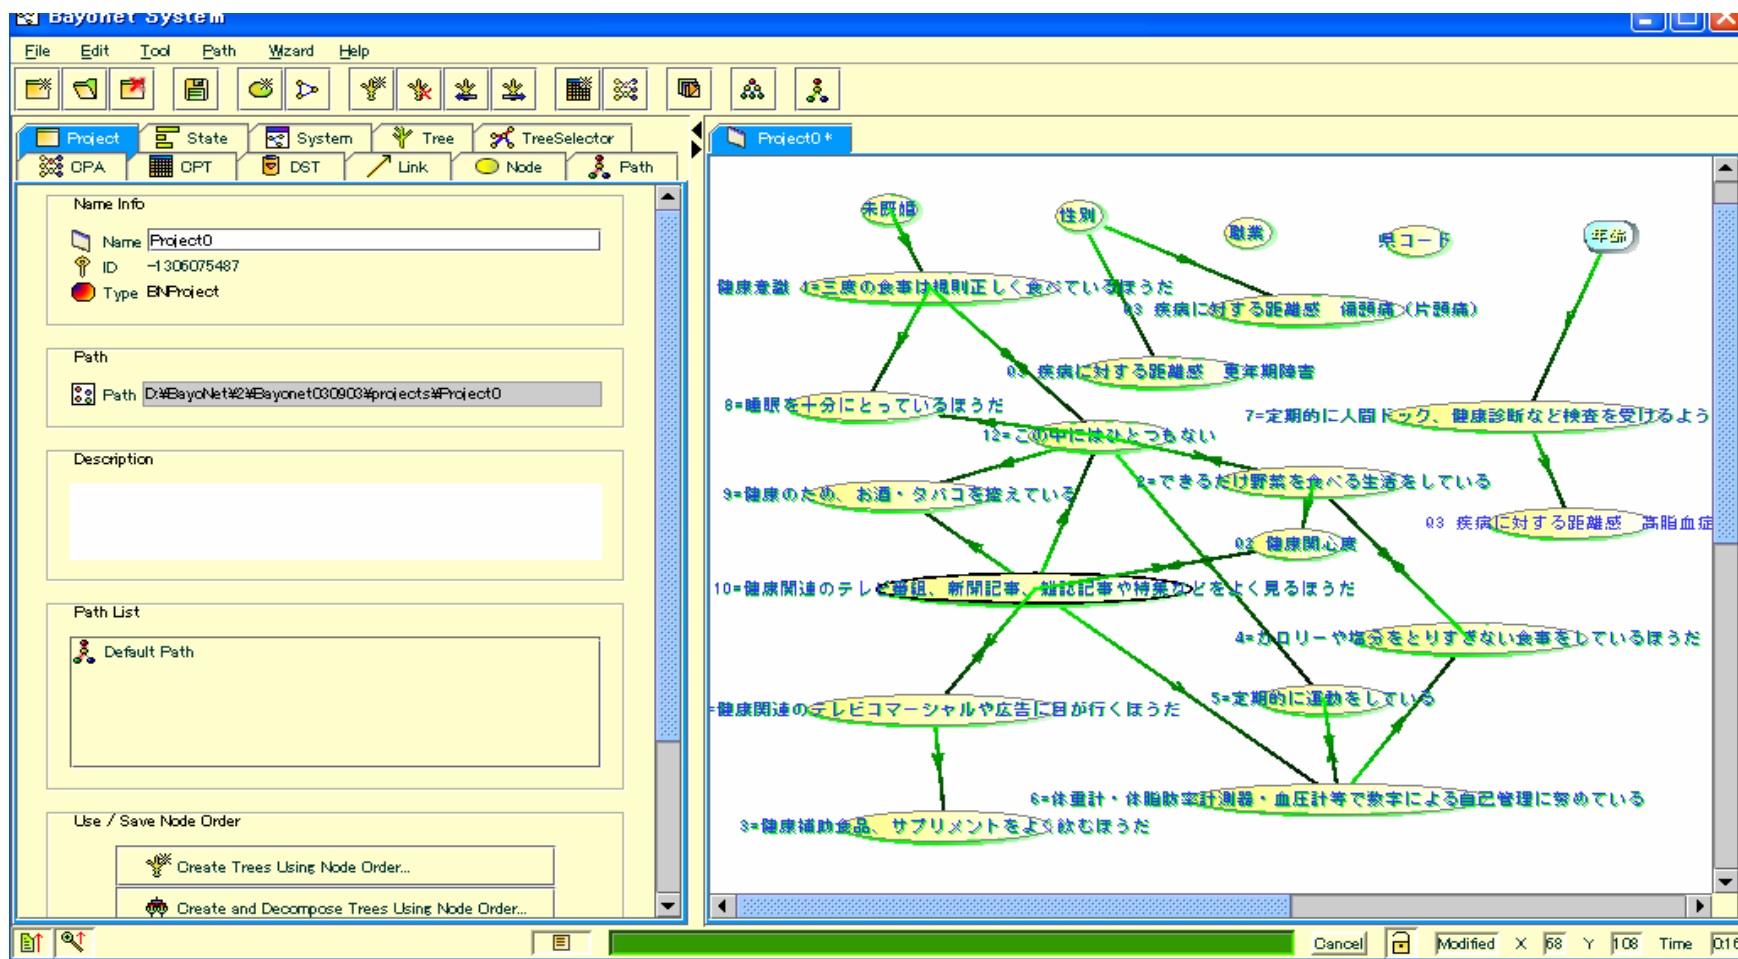 Bayonet System
File Edit Tool Path Wizard Help
Project State System Tree TreeSelector
CPA CPT DST Link Node Path
Project0 *
Name Info
Name Project0
ID -1306075487
Type BNProject
Path
Path D:¥BayoNet¥2¥Bayonet030903¥projects¥Project0
Description
Path List
Default Path
Use / Save Node Order
Create Trees Using Node Order...
Create and Decompose Trees Using Node Order...
未既婚
性別
職業
県コード
年齢
健康意識 4=三度の食事は規則正しく食べているほうだ
Q3 疾病に対する距離感 偏頭痛(片頭痛)
Q3 疾病に対する距離感 更年期障害
8=睡眠を十分にとっているほうだ
7=定期的に人間ドック、健康診断など検査を受けるよう
12=この中にはひとつもない
9=健康のため、お酒・タバコを控えている
2=できるだけ野菜を食べる生活をしている
Q3 疾病に対する距離感 高脂血症
Q2 健康関心度
10=健康関連のテレビ番組、新聞記事、雑誌記事や特集などをよく見るほうだ
4=カロリーや塩分をとりすぎない食事をしているほうだ
5=定期的に運動をしている
=健康関連のテレビコマーシャルや広告に目が行くほうだ
6=体重計・体脂肪率計測器・血圧計等で数字による自己管理に努めている
3=健康補助食品、サプリメントをよく飲むほうだ
Cancel Modified X 68 Y 108 Time 0:16